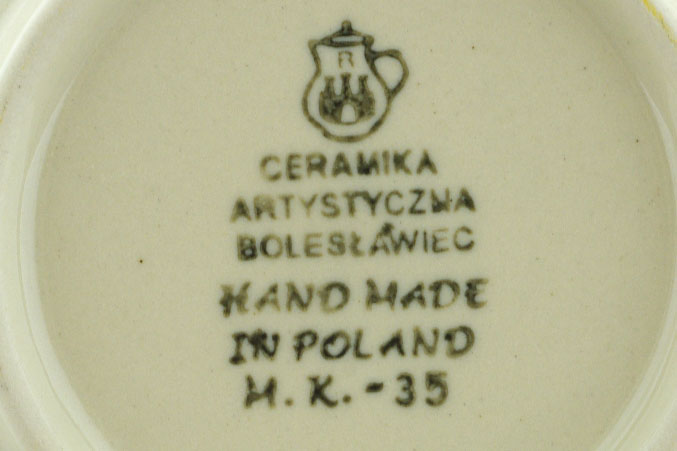 R
CERAMIKA
ARTYSTYCZNA
BOLESŁAWIEC
HAND MADE
IN POLAND
M.K.-35